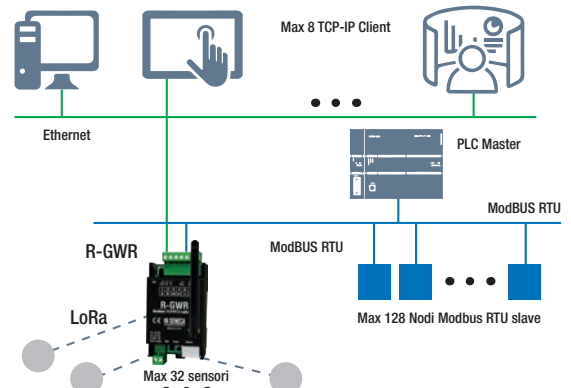 Max 8 TCP-IP Client
Ethernet
PLC Master
ModBUS RTU
R-GWR
ModBUS RTU
R-GWR
SENECA
LoRa
Max 128 Nodi Modbus RTU slave
Max 32 sensori